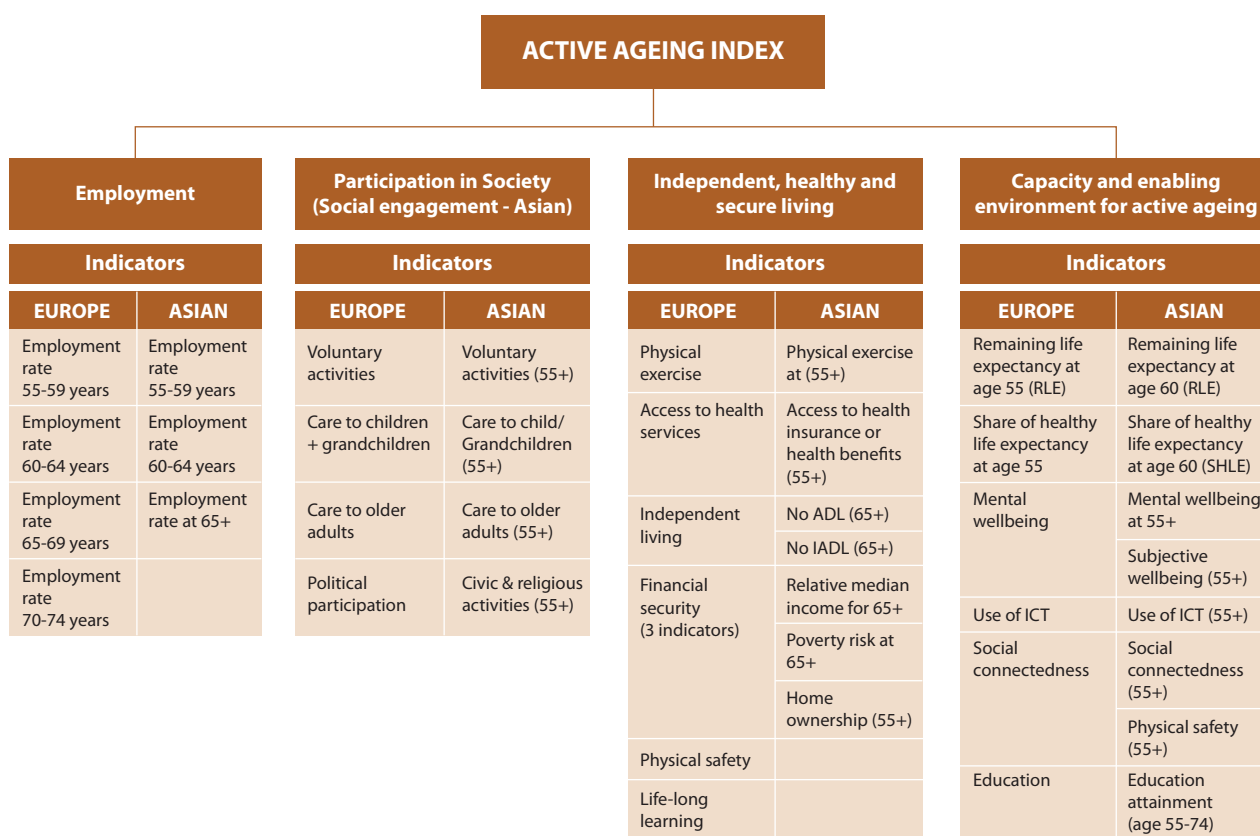 ACTIVE AGEING INDEX
Employment
Indicators
EUROPE
ASIAN
Employment
rate
55-59 years
Employment
rate
55-59 years
Employment
rate
60-64 years
Employment
rate
60-64 years
Employment
rate
65-69 years
Employment
rate at 65+
Employment
rate
70-74 years
Participation in Society
(Social engagement - Asian)
Indicators
EUROPE
ASIAN
Voluntary
activities
Voluntary
activities (55+)
Care to children
+ grandchildren
Care to child/
Grandchildren
(55+)
Care to older
adults
Care to older
adults (55+)
Political
participation
Civic & religious
activities (55+)
Independent, healthy and
secure living
Indicators
EUROPE
ASIAN
Physical
exercise
Physical exercise
at (55+)
Access to health
services
Access to health
insurance or
health benefits
(55+)
Independent
living
No ADL (65+)
No IADL (65+)
Financial
security
(3 indicators)
Relative median
income for 65+
Poverty risk at
65+
Home
ownership (55+)
Physical safety
Life-long
learning
Capacity and enabling
environment for active ageing
Indicators
EUROPE
ASIAN
Remaining life
expectancy at
age 55 (RLE)
Remaining life
expectancy at
age 60 (RLE)
Share of healthy
life expectancy
at age 55
Share of healthy
life expectancy
at age 60 (SHLE)
Mental
wellbeing
Mental wellbeing
at 55+
Subjective
wellbeing (55+)
Use of ICT
Use of ICT (55+)
Social
connectedness
Social
connectedness
(55+)
Physical safety
(55+)
Education
Education
attainment
(age 55-74)